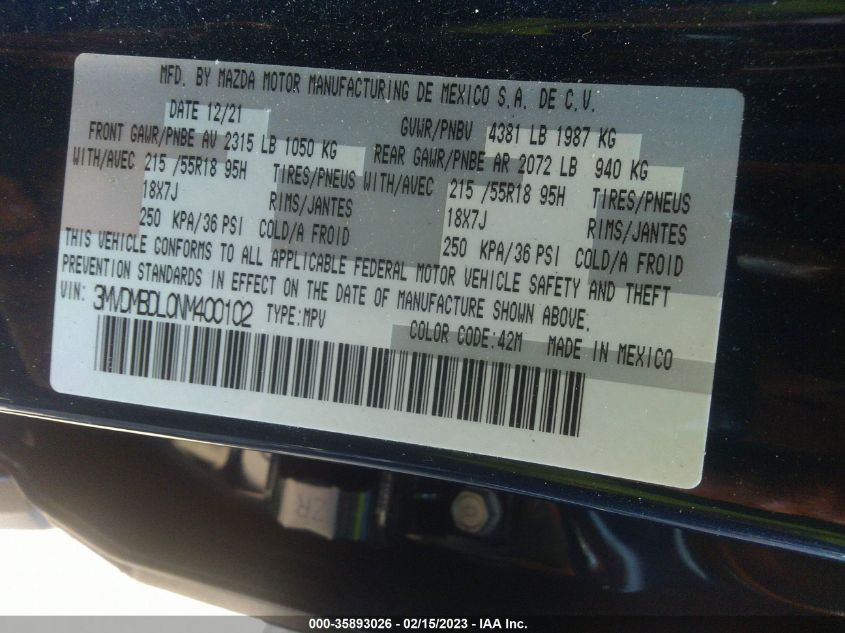 MFD. BY MAZDA MOTOR MANUFACTURING DE MEXICO S.A. DE C.V.
DATE 12/21
GVWR/PNBV 4381 LB 1987 KG
FRONT GAWR/PNBE AV 2315 LB 1050 KG
REAR GAWR/PNBE AR 2072 LB 940 KG
WITH/AVEC 215 /55R18 95H TIRES/PNEUS
WITH/AVEC 215 /55R18 95H TIRES/PNEUS
18X7J RIMS/JANTES
18X7J RIMS/JANTES
250 KPA/36 PSI COLD/A FROID
250 KPA/36 PSI COLD/A FROID
THIS VEHICLE CONFORMS TO ALL APPLICABLE FEDERAL MOTOR VEHICLE SAFETY AND THEFT
PREVENTION STANDARDS IN EFFECT ON THE DATE OF MANUFACTURE SHOWN ABOVE.
VIN: 3MVDMBDL0NM400102 TYPE:MPV
COLOR CODE:42M MADE IN MEXICO
ZR
000-35893026 - 02/15/2023 - IAA Inc.